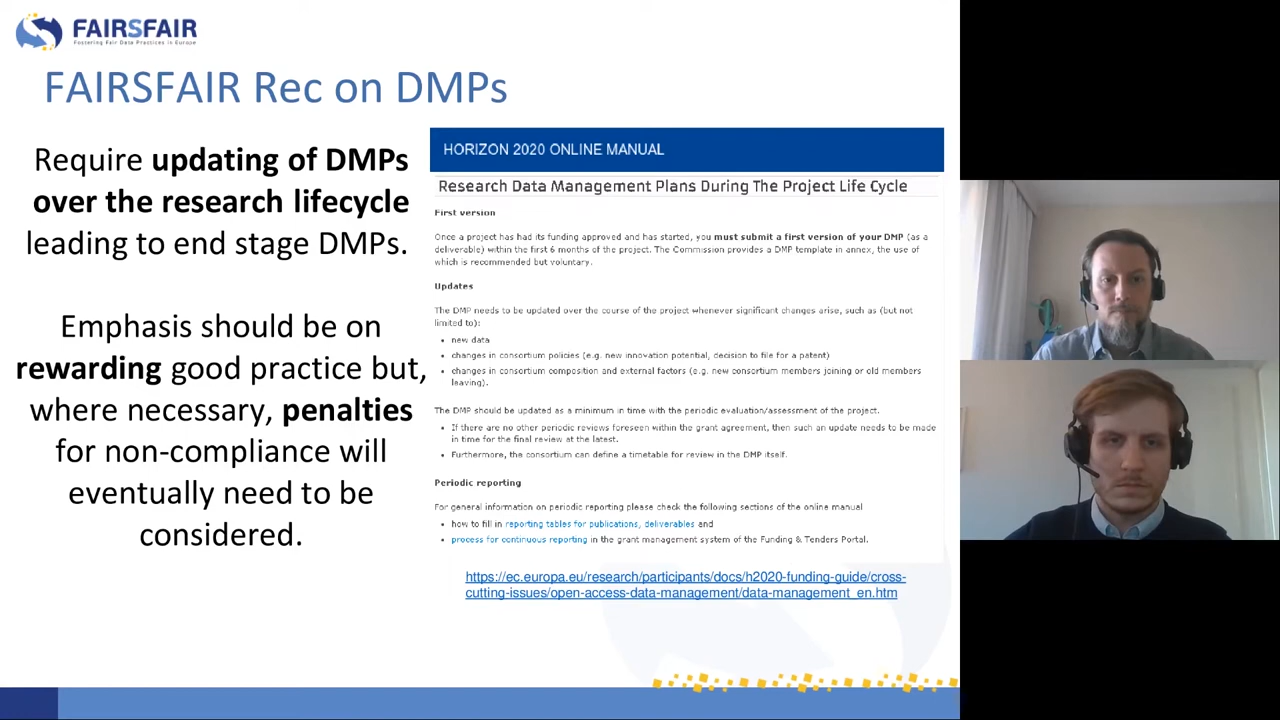 FAIRSFAIR
Fostering Fair Data Practices in Europe
FAIRSFAIR Rec on DMPs
Require updating of DMPs
over the research lifecycle
leading to end stage DMPs.
Emphasis should be on
rewarding good practice but,
where necessary, penalties
for non-compliance will
eventually need to be
considered.
HORIZON 2020 ONLINE MANUAL
Research Data Management Plans During The Project Life Cycle
First version
Once a project has had its funding approved and has started, you must submit a first version of your DMP (as a
deliverable) within the first 6 months of the project. The Commission provides a DMP template in annex, the use of
which is recommended but voluntary.
Updates
The DMP needs to be updated over the course of the project whenever significant changes arise, such as (but not
limited to):
• new data
• changes in consortium policies (e.g. new innovation potential, decision to file for a patent)
• changes in consortium composition and external factors (e.g. new consortium members joining or old members
leaving).
The DMP should be updated as a minimum in time with the periodic evaluation/assessment of the project.
• If there are no other periodic reviews foreseen within the grant agreement, then such an update needs to be made
in time for the final review at the latest.
• Furthermore, the consortium can define a timetable for review in the DMP itself.
Periodic reporting
For general information on periodic reporting please check the following sections of the online manual
• how to fill in reporting tables for publications, deliverables and
• process for continuous reporting in the grant management system of the Funding & Tenders Portal.
https://ec.europa.eu/research/participants/docs/h2020-funding-guide/cross-
cutting-issues/open-access-data-management/data-management_en.htm